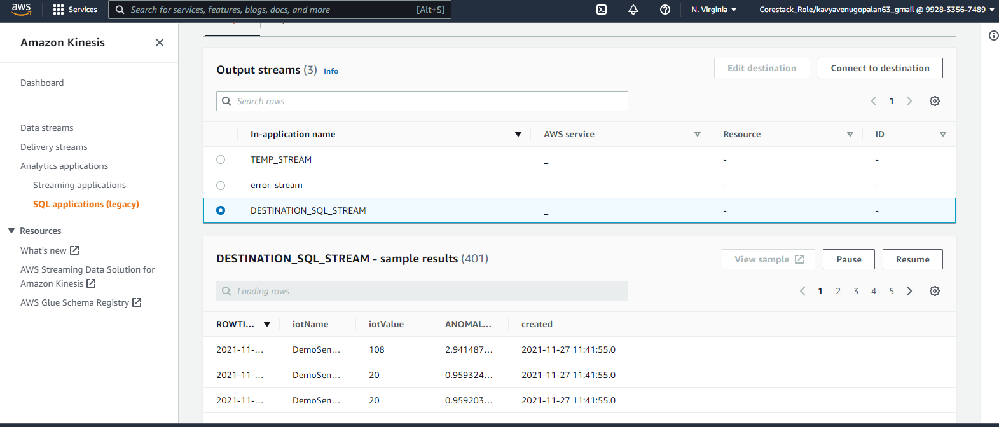 aws
Services
Search for services, features, blogs, docs, and more
[Alt+S]
N. Virginia
Corestack_Role/kavyavenugopalan63_gmail @ 9928-3356-7489
Amazon Kinesis
Dashboard
Data streams
Delivery streams
Analytics applications
Streaming applications
SQL applications (legacy)
Resources
What's new
AWS Streaming Data Solution for
Amazon Kinesis
AWS Glue Schema Registry
Output streams (3) Info
Edit destination
Connect to destination
Search rows
1
In-application name AWS service Resource ID
TEMP_STREAM _ - -
error_stream _ - -
DESTINATION_SQL_STREAM _ - -
DESTINATION_SQL_STREAM - sample results (401)
View sample
Pause
Resume
Loading rows
1 2 3 4 5
ROWTI... iotName iotValue ANOMAL... created
2021-11-... DemoSen... 108 2.941487... 2021-11-27 11:41:55.0
2021-11-... DemoSen... 20 0.959324... 2021-11-27 11:41:55.0
2021-11-... DemoSen... 20 0.959203... 2021-11-27 11:41:55.0